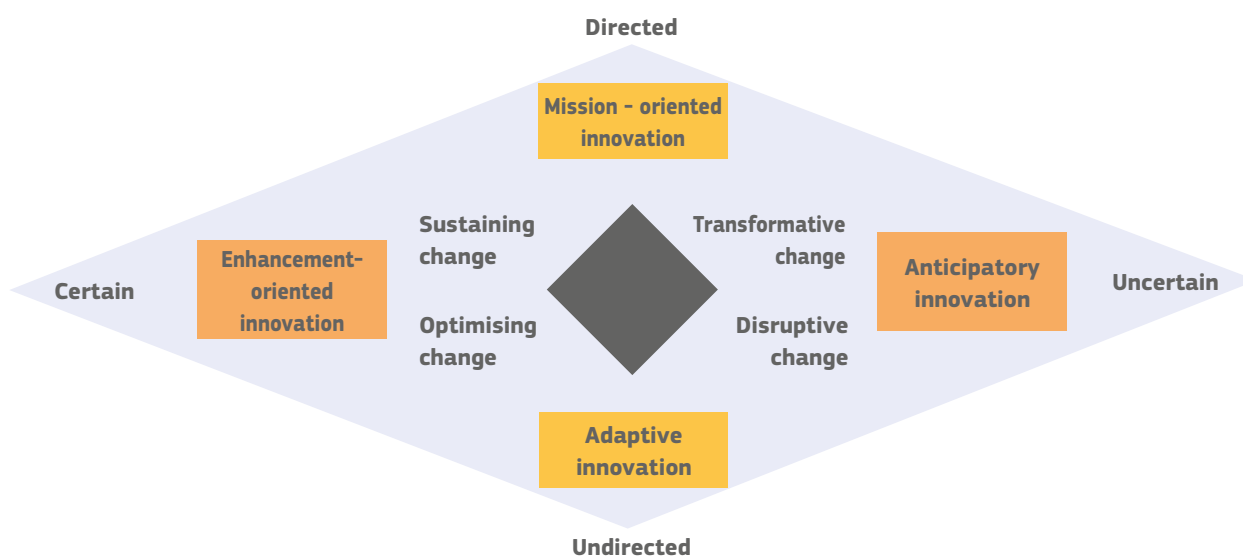 Directed
Mission - oriented
innovation
Sustaining
change
Transformative
change
Enhancement-
oriented
innovation
Anticipatory
innovation
Certain
Uncertain
Optimising
change
Disruptive
change
Adaptive
innovation
Undirected